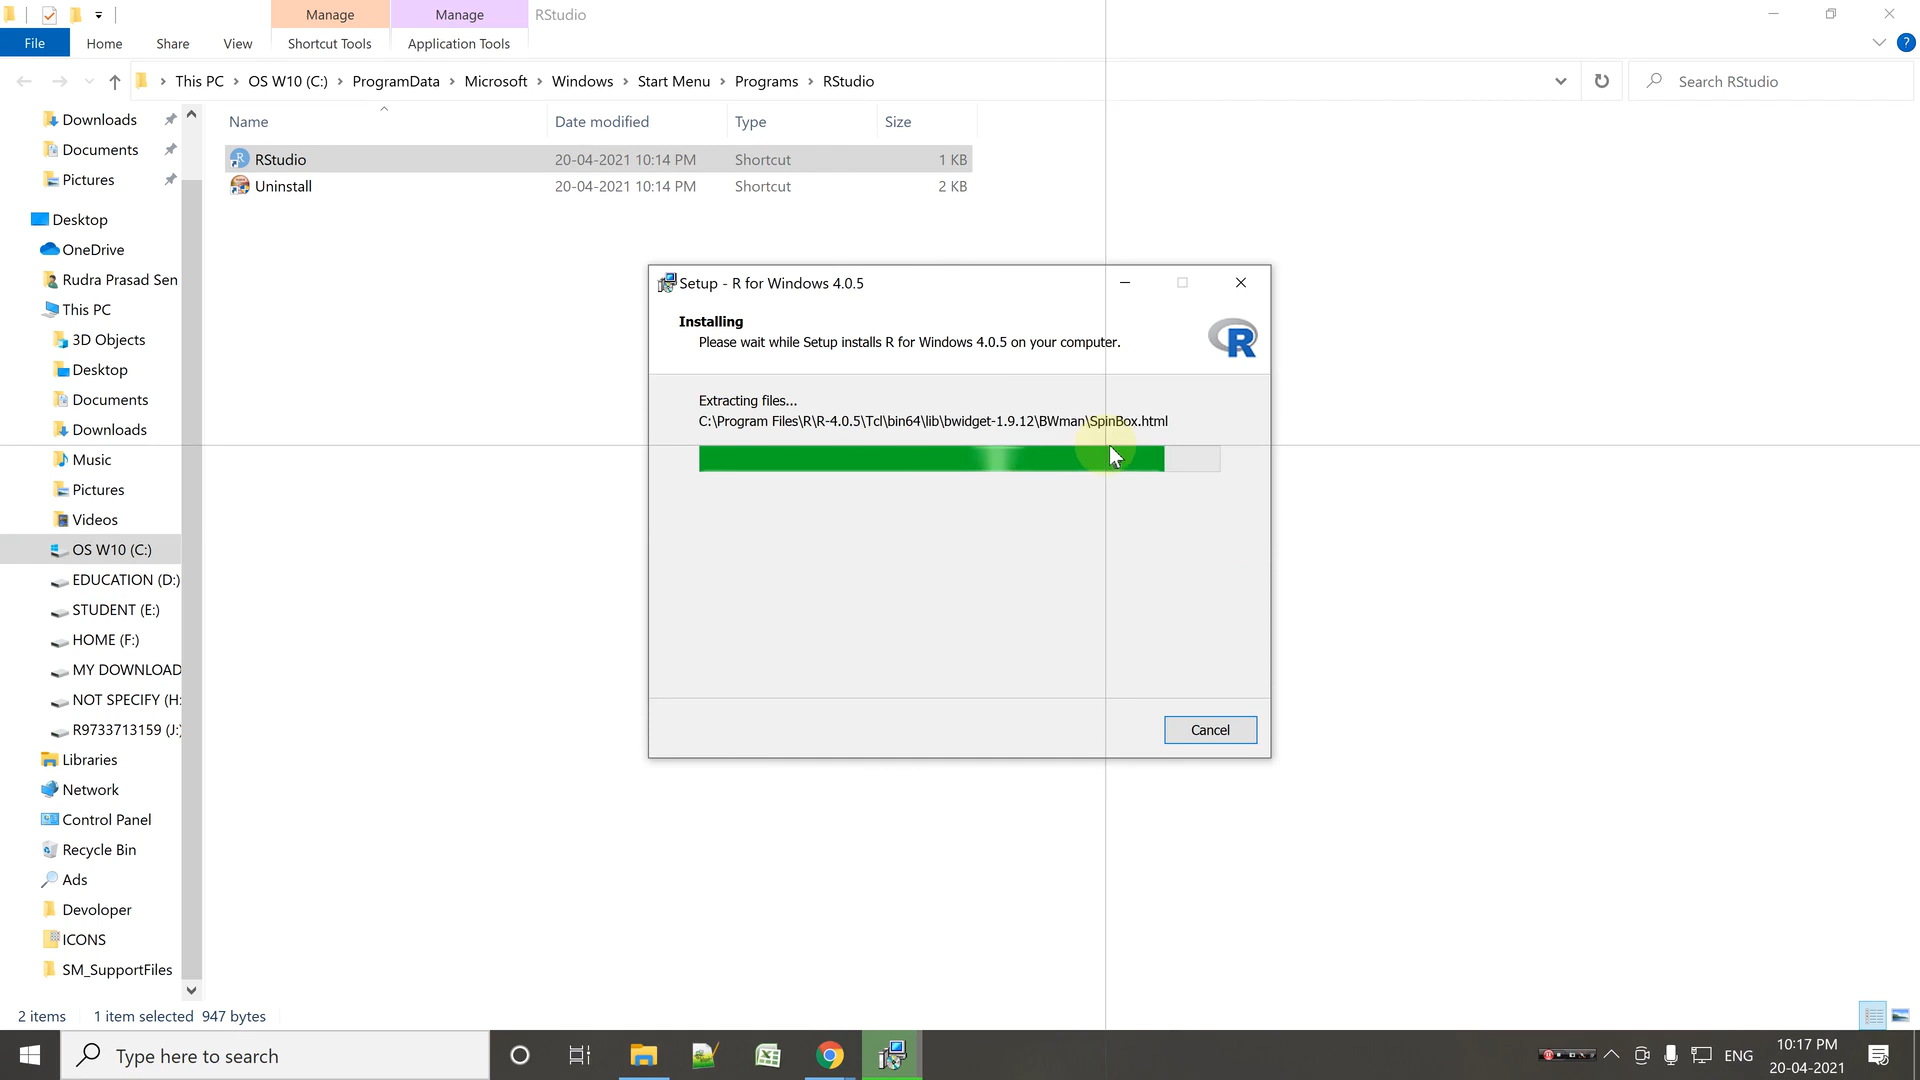 Manage
Manage
RStudio
File
Home
Share
View
Shortcut Tools
Application Tools
?
This PC
OS W10 (C:)
ProgramData
Microsoft
Windows
Start Menu
Programs
RStudio
Search RStudio
Name
Date modified
Type
Size
RStudio
20-04-2021 10:14 PM
Shortcut
1 KB
Uninstall
20-04-2021 10:14 PM
Shortcut
2 KB
Downloads
Documents
Pictures
Desktop
OneDrive
Rudra Prasad Sen
This PC
3D Objects
Desktop
Documents
Downloads
Music
Pictures
Videos
OS W10 (C:)
EDUCATION (D:)
STUDENT (E:)
HOME (F:)
MY DOWNLOAD
NOT SPECIFY (H:
R9733713159 (J:)
Libraries
Network
Control Panel
Recycle Bin
Ads
Devoloper
ICONS
SM_SupportFiles
Setup - R for Windows 4.0.5
Installing
Please wait while Setup installs R for Windows 4.0.5 on your computer.
R
Extracting files...
C:\Program Files\R\R-4.0.5\Tcl\bin64\lib\bwidget-1.9.12\BWman\SpinBox.html
Cancel
2 items
1 item selected 947 bytes
Type here to search
ENG
10:17 PM
20-04-2021